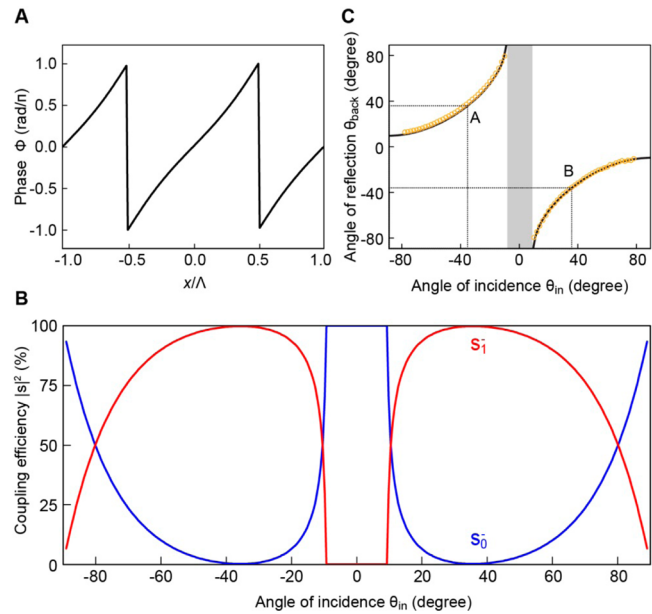 A
Phase Φ (rad/π)
1.0
0.5
0.0
-0.5
-1.0
-1.0
-0.5
0.0
0.5
1.0
x/Λ
C
Angle of reflection θback (degree)
80
40
0
-40
-80
A
B
-80
-40
0
40
80
Angle of incidence θin (degree)
B
Coupling efficiency |s|² (%)
100
75
50
25
0
S₁⁻
S₀⁻
-80
-60
-40
-20
0
20
40
60
80
Angle of incidence θin (degree)